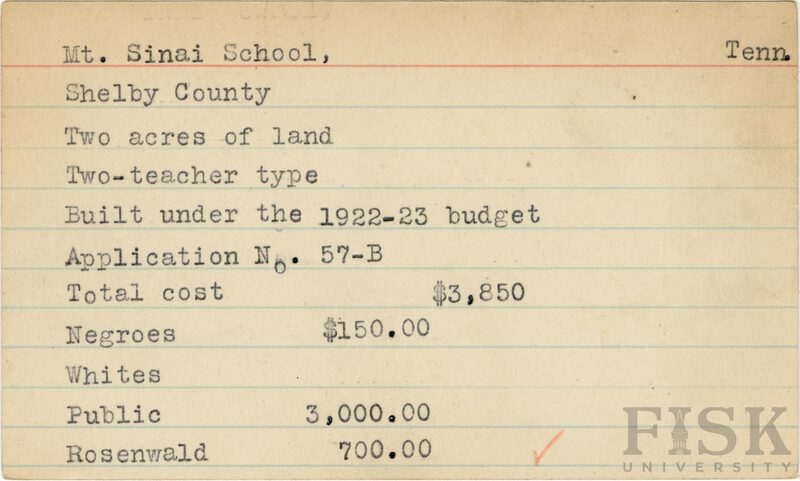 Mt. Sinai School, Tenn.
Shelby County
Two acres of land
Two-teacher type
Built under the 1922-23 budget
Application No. 57-B
Total cost $3,850
Negroes $150.00
Whites
Public 3,000.00
Rosenwald 700.00
FISK
UNIVERSITY